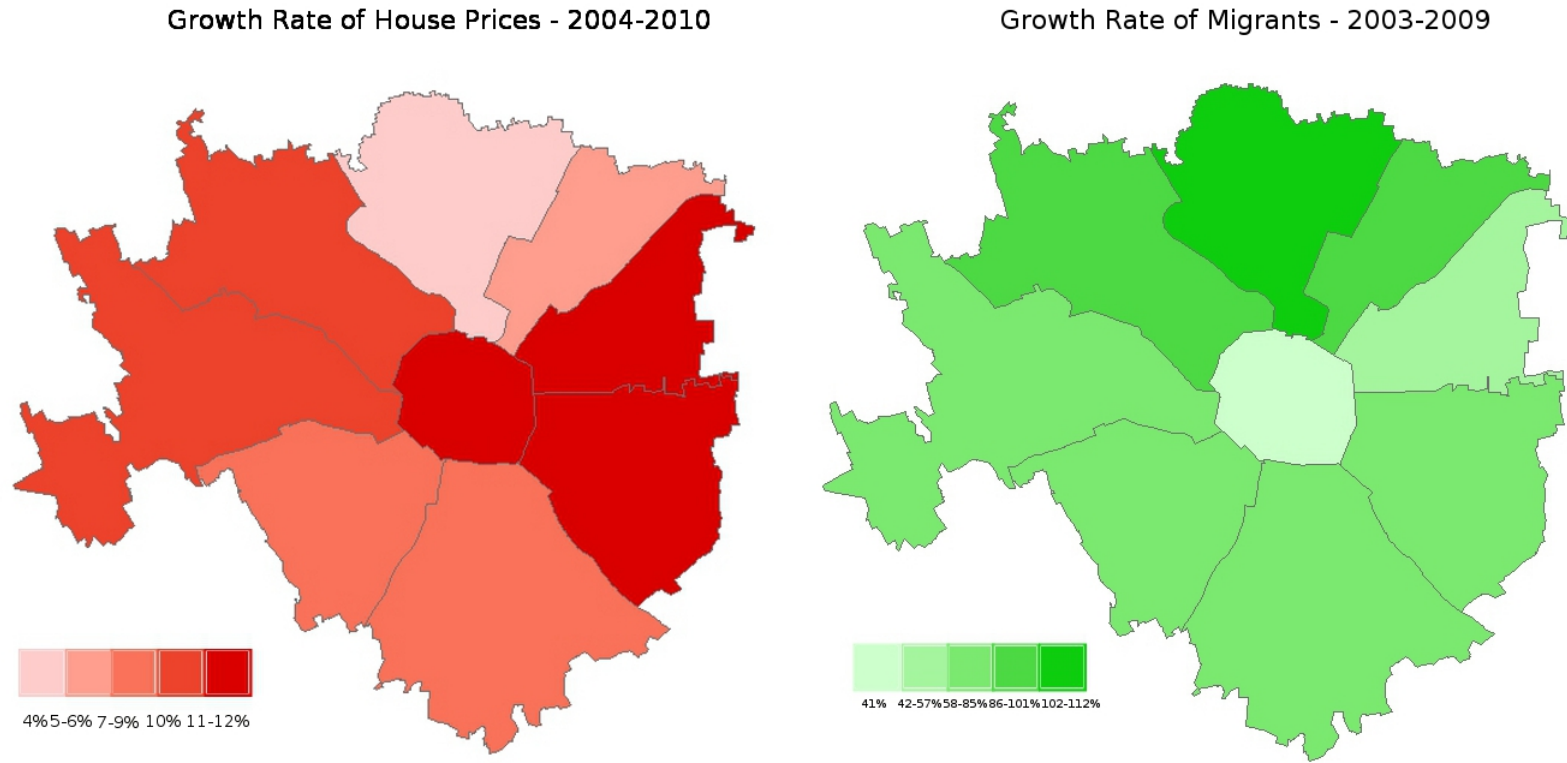 Growth Rate of House Prices - 2004-2010
Growth Rate of Migrants - 2003-2009
4% 5-6% 7-9% 10% 11-12%
41% 42-57% 58-85% 86-101% 102-112%